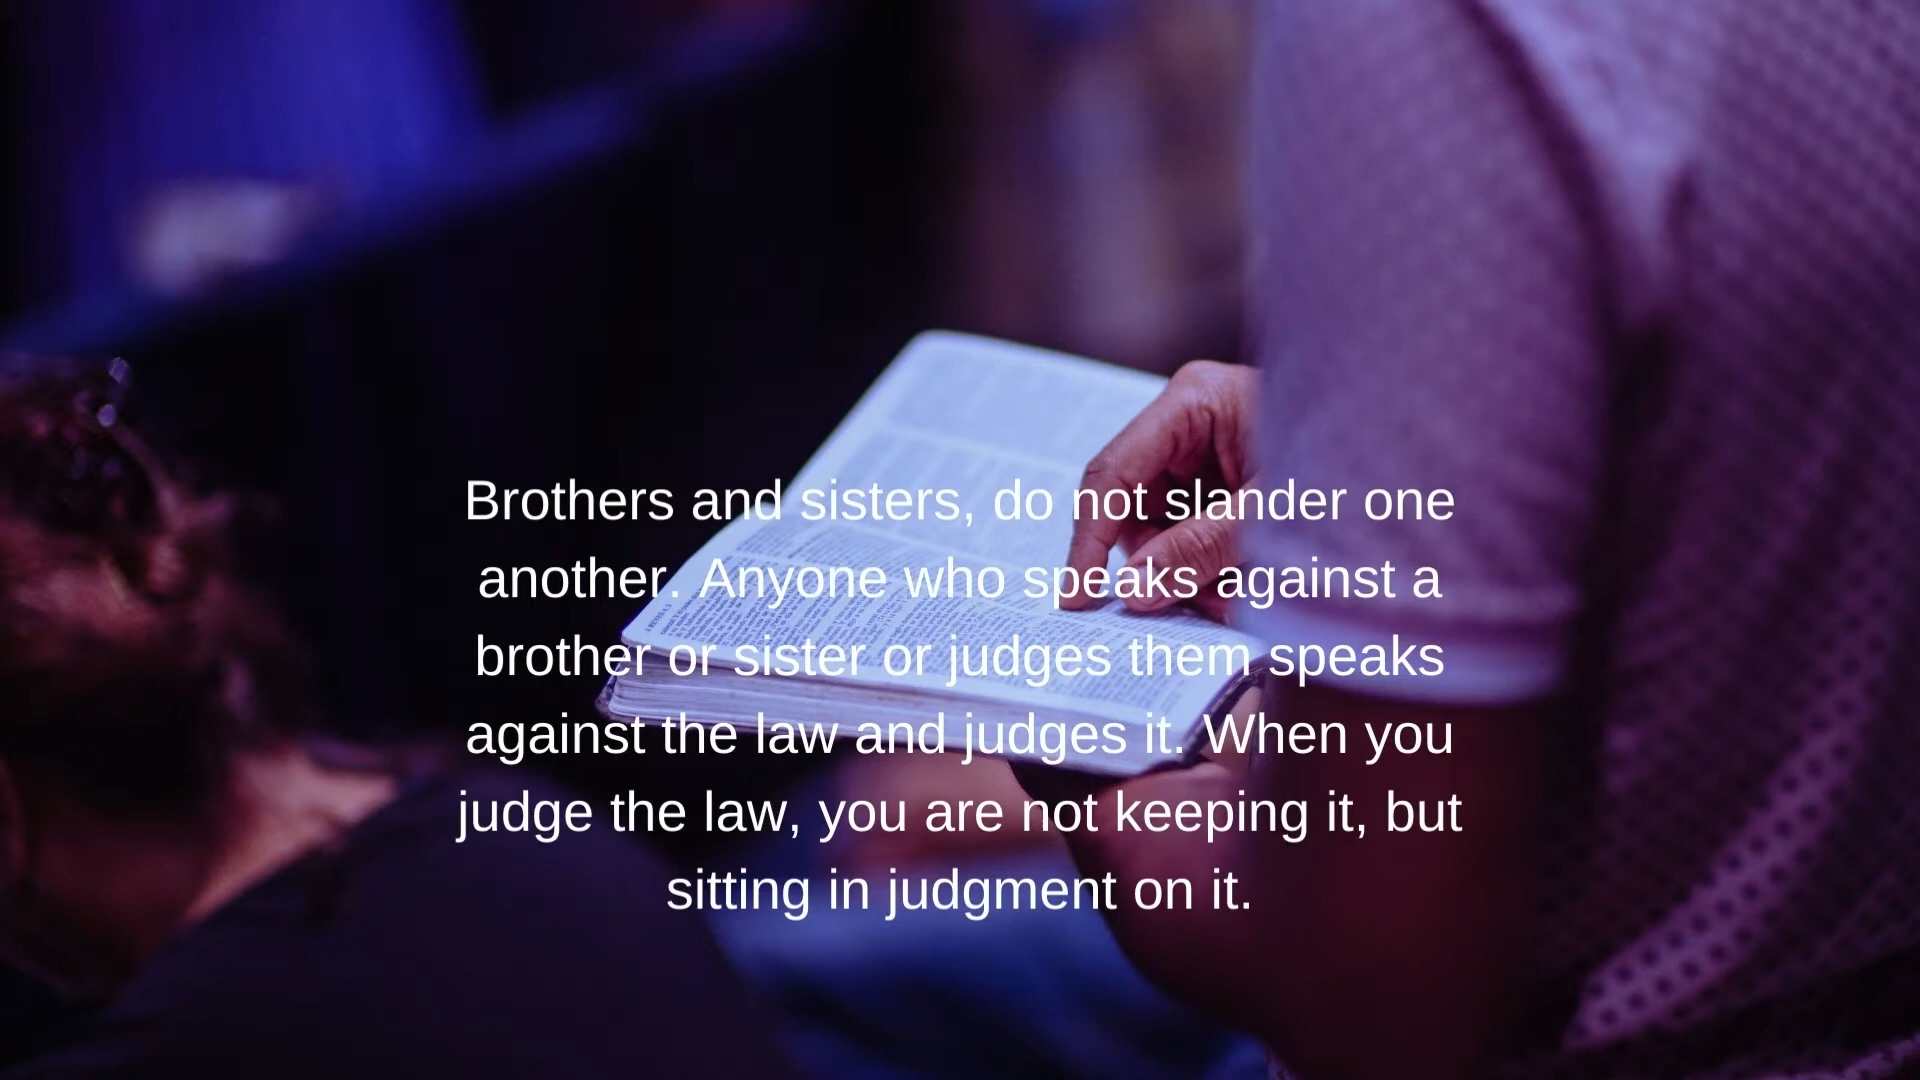 Brothers and sisters, do not slander one
another. Anyone who speaks against a
brother or sister or judges them speaks
against the law and judges it. When you
judge the law, you are not keeping it, but
sitting in judgment on it.